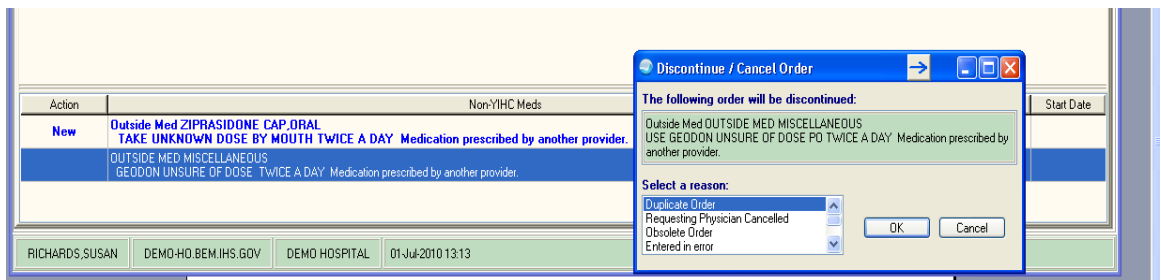 Discontinue / Cancel Order
The following order will be discontinued:
Outside Med OUTSIDE MED MISCELLANEOUS
USE GEODON UNSURE OF DOSE PO TWICE A DAY Medication prescribed by
another provider.
Select a reason:
Duplicate Order
Requesting Physician Cancelled
Obsolete Order
Entered in error
OK Cancel
Action Non-YIHC Meds Start Date
New Outside Med ZIPRASIDONE CAP,ORAL
TAKE UNKNOWN DOSE BY MOUTH TWICE A DAY Medication prescribed by another provider.
OUTSIDE MED MISCELLANEOUS
GEODON UNSURE OF DOSE TWICE A DAY Medication prescribed by another provider.
RICHARDS,SUSAN DEMO-HO.BEM.IHS.GOV DEMO HOSPITAL 01-Jul-2010 13:13